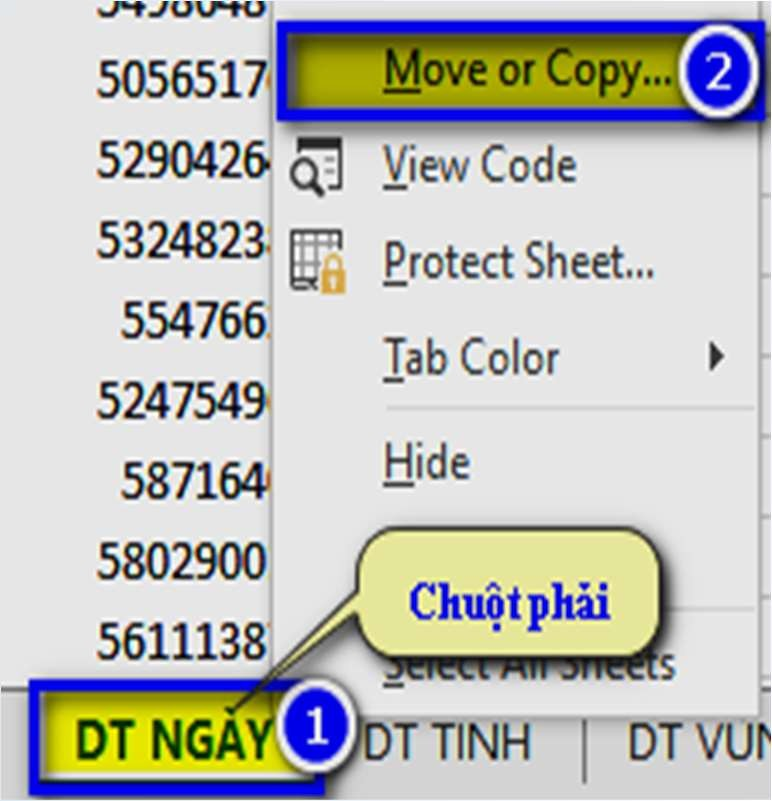 Move or Copy...
2
View Code
Protect Sheet...
Tab Color
Hide
Chuột phải
Select All Sheets
5056517
5290426
5324823
554766
5247549
587164
5802900
5611138
DT NGÀY
1
DT TINH
DT VUN